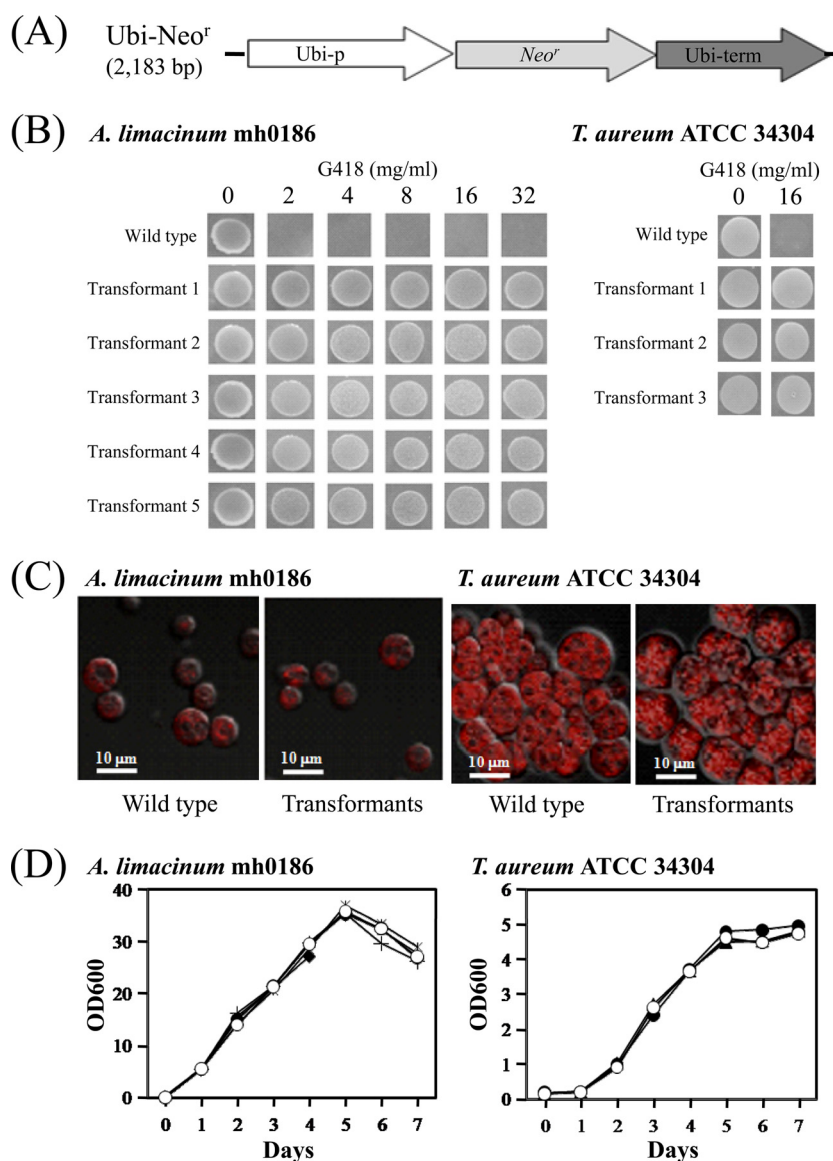 (A)
Ubi-Neoʳ
(2,183 bp)
Ubi-p
Neoʳ
Ubi-term
(B)
A. limacinum mh0186
T. aureum ATCC 34304
G418 (mg/ml)
0 2 4 8 16 32
G418 (mg/ml)
0 16
Wild type
Transformant 1
Transformant 2
Transformant 3
Transformant 4
Transformant 5
Wild type
Transformant 1
Transformant 2
Transformant 3
(C)
A. limacinum mh0186
T. aureum ATCC 34304
10 μm
10 μm
10 μm
10 μm
Wild type
Transformants
Wild type
Transformants
(D)
A. limacinum mh0186
T. aureum ATCC 34304
OD600
40
30
20
10
0
0 1 2 3 4 5 6 7
Days
OD600
6
5
4
3
2
1
0
0 1 2 3 4 5 6 7
Days